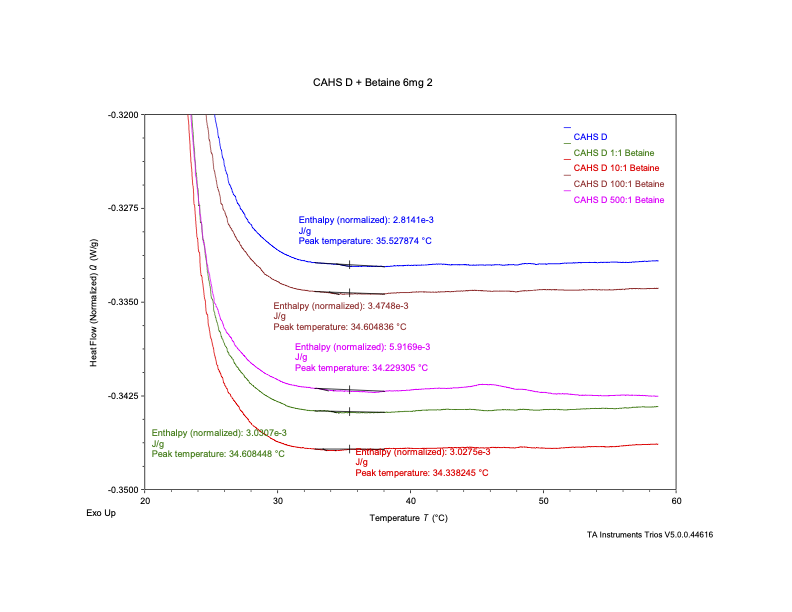 CAHS D + Betaine 6mg 2
-0.3200
-0.3275
-0.3350
-0.3425
-0.3500
Heat Flow (Normalized) Q (W/g)
CAHS D
CAHS D 1:1 Betaine
CAHS D 10:1 Betaine
CAHS D 100:1 Betaine
CAHS D 500:1 Betaine
Enthalpy (normalized): 2.8141e-3
J/g
Peak temperature: 35.527874 °C
Enthalpy (normalized): 3.4748e-3
J/g
Peak temperature: 34.604836 °C
Enthalpy (normalized): 5.9169e-3
J/g
Peak temperature: 34.229305 °C
Enthalpy (normalized): 3.0307e-3
J/g
Peak temperature: 34.608448 °C
Enthalpy (normalized): 3.0275e-3
J/g
Peak temperature: 34.338245 °C
20
30
40
50
60
Exo Up
Temperature T (°C)
TA Instruments Trios V5.0.0.44616